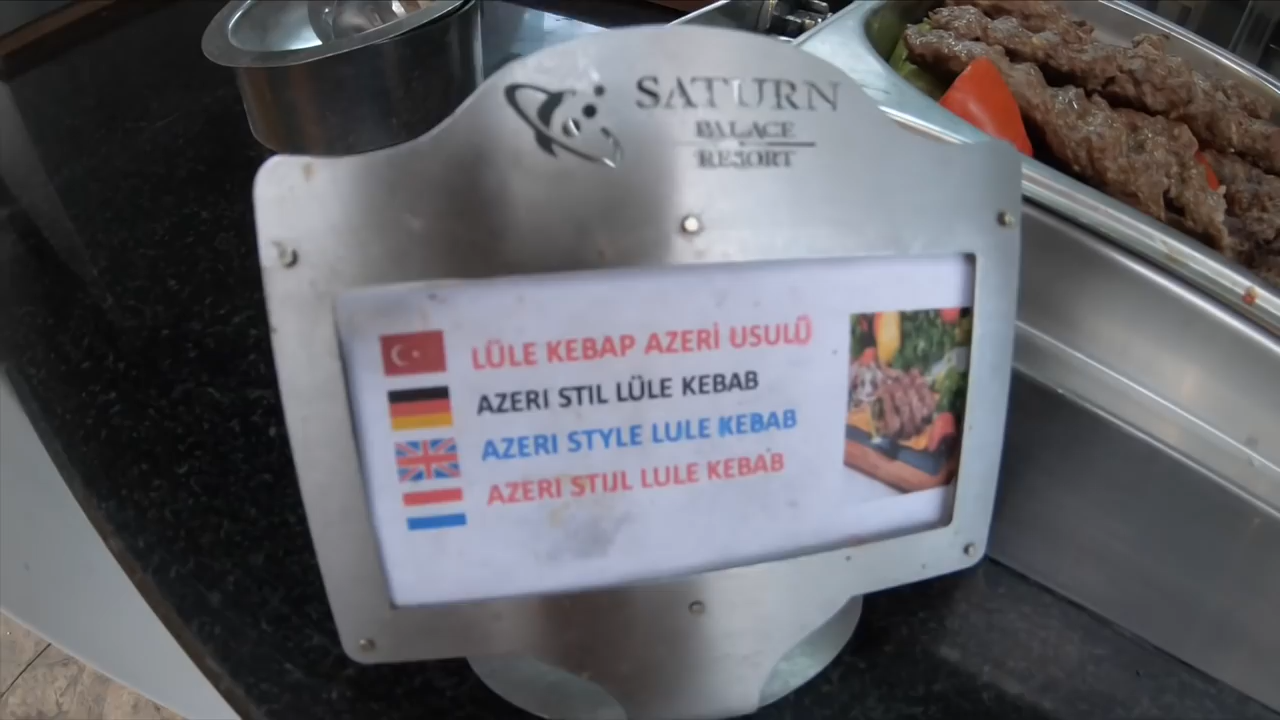 SATURN
PALACE
RESORT
LÜLE KEBAP AZERİ USULÜ
AZERI STIL LÜLE KEBAB
AZERI STYLE LULE KEBAB
AZERI STIJL LULE KEBAB